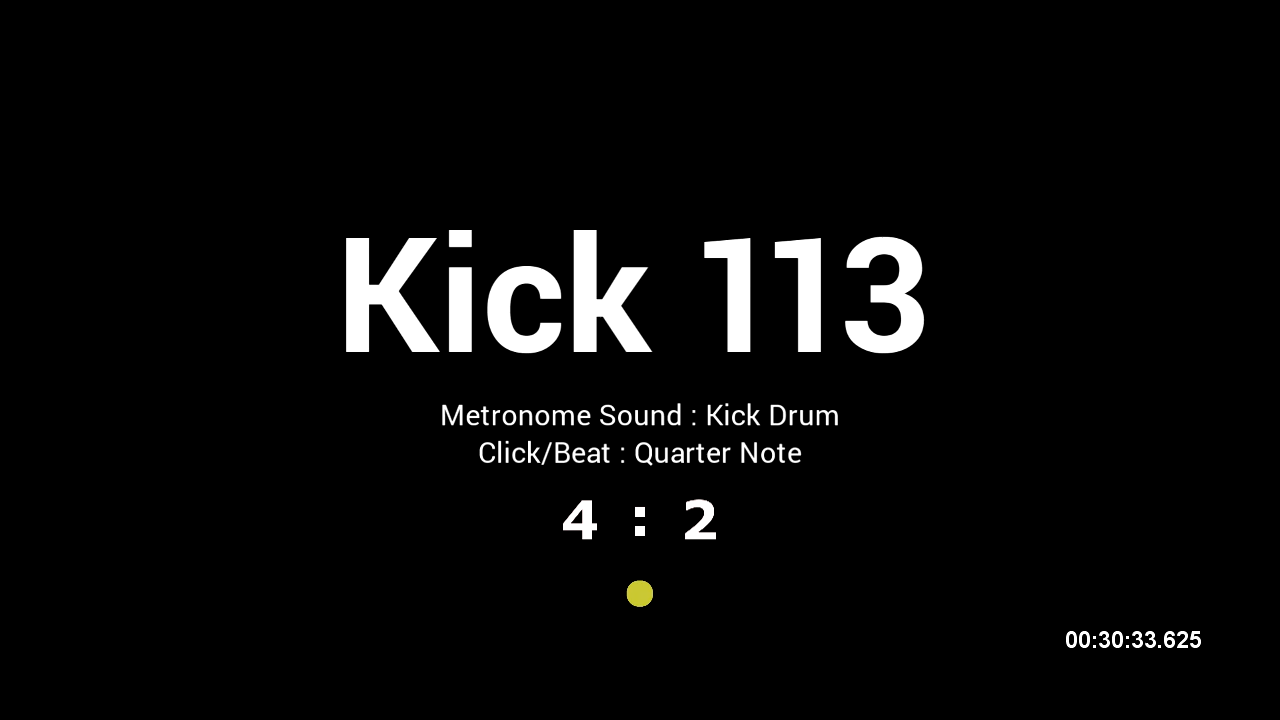 Kick 113
Metronome Sound : Kick Drum
Click/Beat : Quarter Note
4 : 2
00:30:33.625